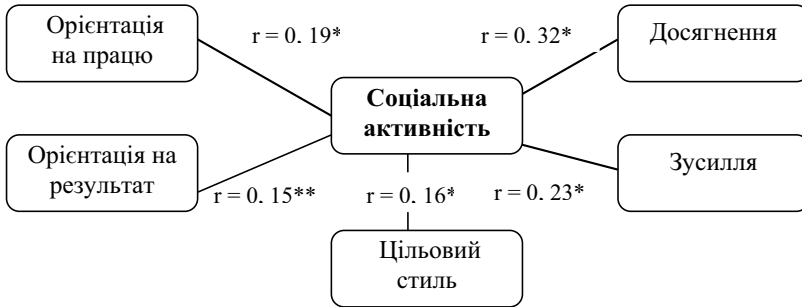 Орієнтація
на працю
r = 0, 19*
r = 0, 32*
Досягнення
Соціальна
активність
Орієнтація на
результат
r = 0, 15**
r = 0, 16*
r = 0, 23*
Зусилля
Цільовий
стиль